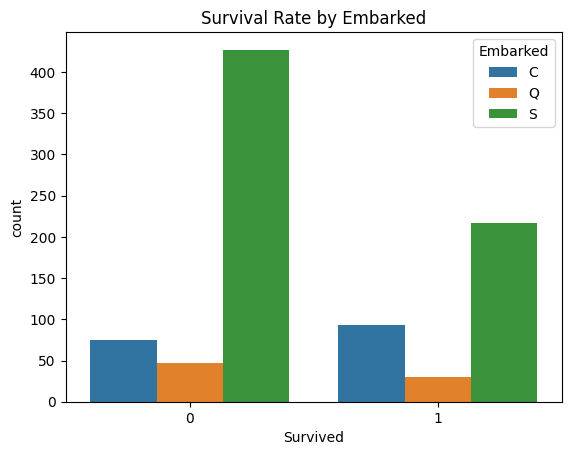 Survival Rate by Embarked
Embarked
C
Q
S
400
350
300
250
200
150
100
50
0
count
0 1
Survived